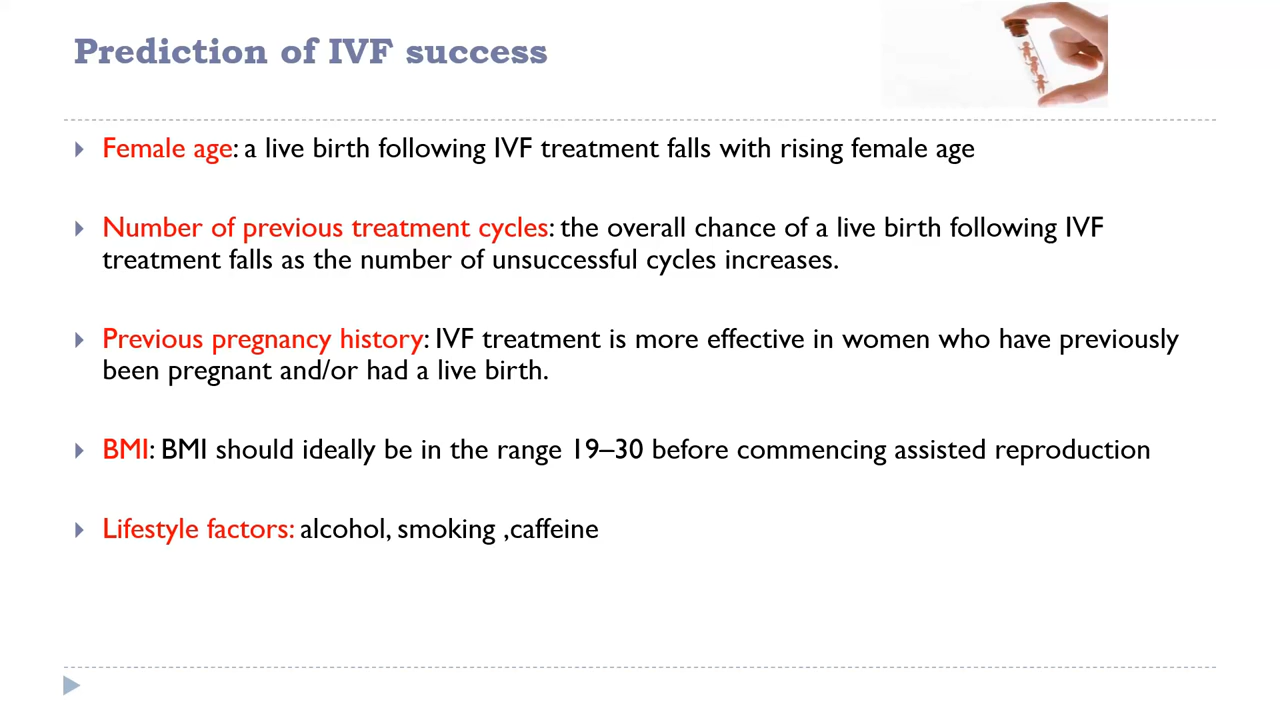 Prediction of IVF success
Female age: a live birth following IVF treatment falls with rising female age
Number of previous treatment cycles: the overall chance of a live birth following IVF
treatment falls as the number of unsuccessful cycles increases.
Previous pregnancy history: IVF treatment is more effective in women who have previously
been pregnant and/or had a live birth.
BMI: BMI should ideally be in the range 19–30 before commencing assisted reproduction
Lifestyle factors: alcohol, smoking ,caffeine